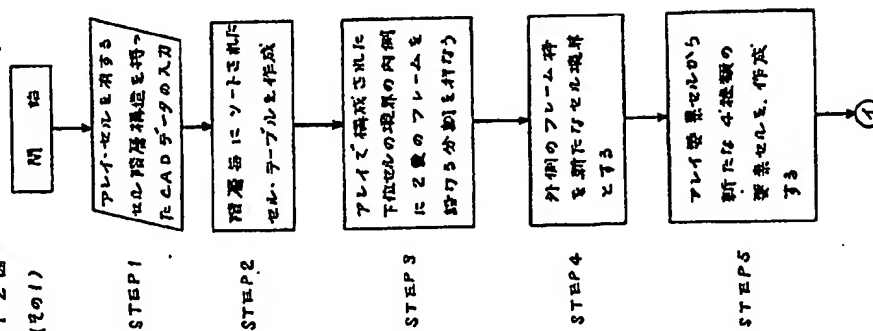 第12図
(その1)
開始
STEP1
アレイ・セルを有する
セル階層構造を持っ
たCADデータの入力
STEP2
階層毎にソートされた
セル・テーブルを作成
STEP3
アレイで構成された
下位セルの境界の内側
に2重のフレームを
設ける分割を行なう
STEP4
外側のフレーム枠
を新たなセル境界
とする
STEP5
アレイ要素セルから
新たな4種類の
要素セルを、作成
する
イ